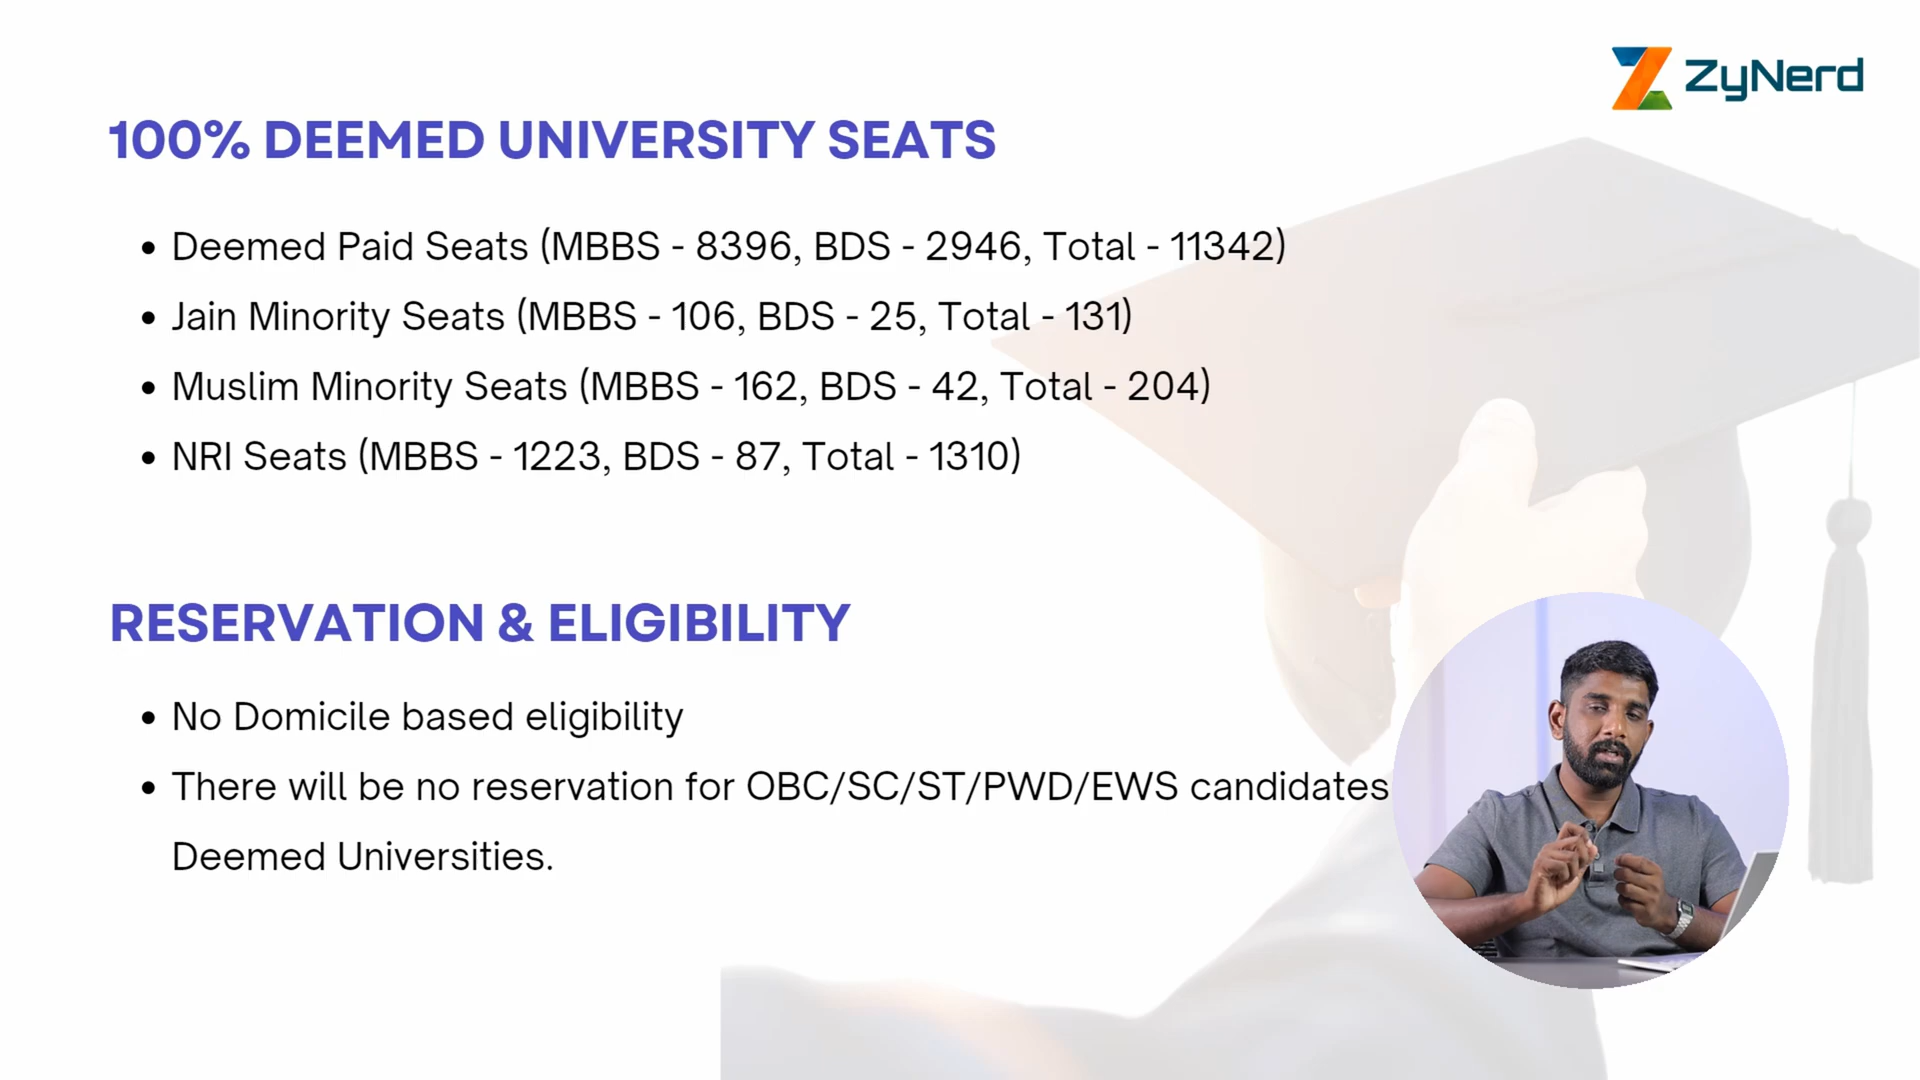 ZyNerd
100% DEEMED UNIVERSITY SEATS
• Deemed Paid Seats (MBBS - 8396, BDS - 2946, Total - 11342)
• Jain Minority Seats (MBBS - 106, BDS - 25, Total - 131)
• Muslim Minority Seats (MBBS - 162, BDS - 42, Total - 204)
• NRI Seats (MBBS - 1223, BDS - 87, Total - 1310)
RESERVATION & ELIGIBILITY
• No Domicile based eligibility
• There will be no reservation for OBC/SC/ST/PWD/EWS candidates
Deemed Universities.